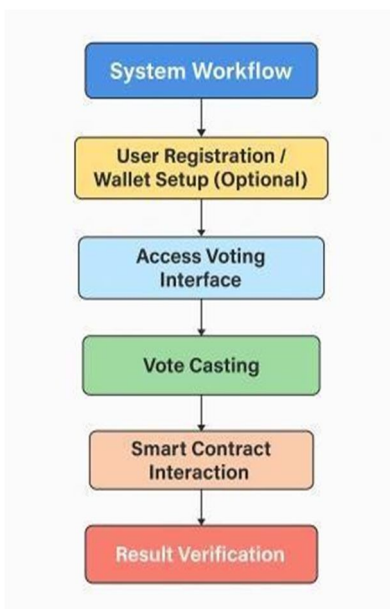 System Workflow
User Registration /
Wallet Setup (Optional)
Access Voting
Interface
Vote Casting
Smart Contract
Interaction
Result Verification